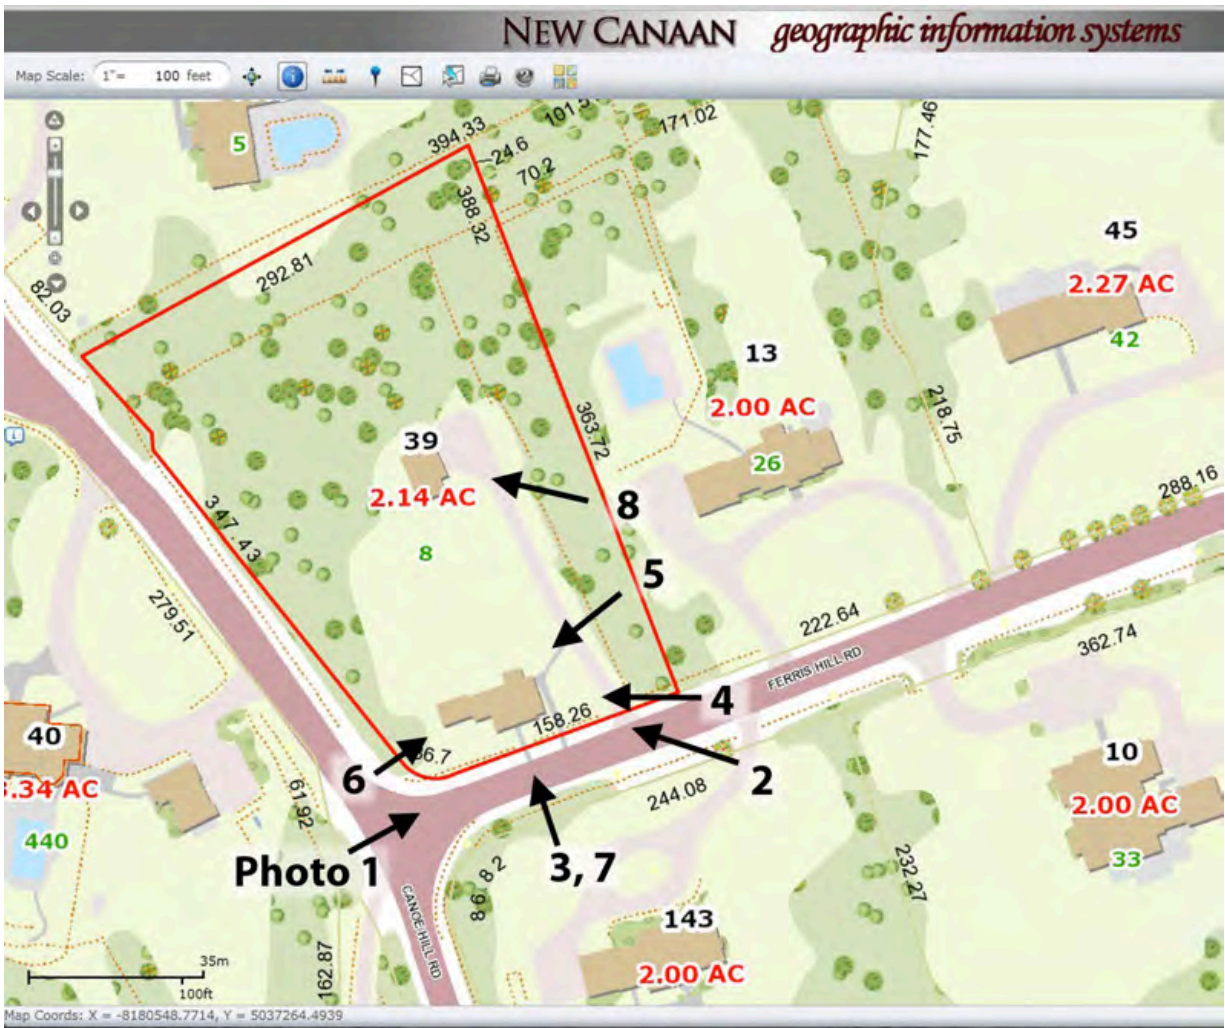 NEW CANAAN geographic information systems
Map Scale: 1"= 100 feet
5
394.33
101.5
171.02
177.46
24.6
70.2
388.32
292.81
82.03
45
2.27 AC
42
13
2.00 AC
26
363.72
218.75
39
2.14 AC
8
8
288.16
347.43
5
279.51
222.64
362.74
FERRIS HILL RD
4
158.26
40
3.34 AC
6
2
10
2.00 AC
61.92
244.08
440
Photo 1
3, 7
33
8 2
8 6
232.27
CANOE HILL RD
143
2.00 AC
162.87
35m
100ft
Map Coords: X = -8180548.7714, Y = 5037264.4939